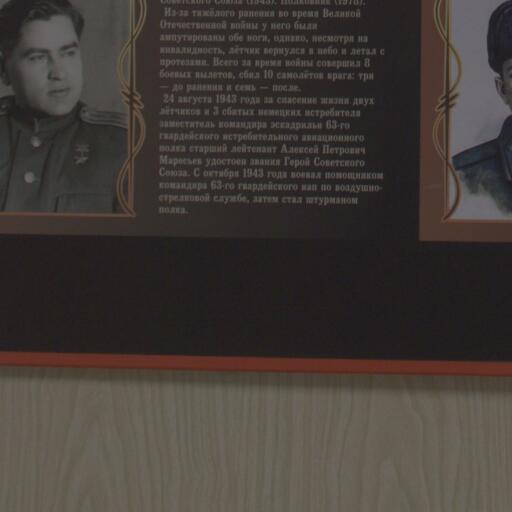 Советского Союза (1943). Полковник (1978).
Из-за тяжёлого ранения во время Великой
Отечественной войны у него были
ампутированы обе ноги, однако, несмотря на
инвалидность, лётчик вернулся в небо и летал с
протезами. Всего за время войны совершил 8
боевых вылетов, сбил 10 самолётов врага: три
— до ранения и семь — после.
24 августа 1943 года за спасение жизни двух
лётчиков и 3 сбитых немецких истребителя
заместитель командира эскадрильи 63-го
гвардейского истребительного авиационного
полка старший лейтенант Алексей Петрович
Маресьев удостоен звания Герой Советского
Союза. С октября 1943 года воевал помощником
командира 63-го гвардейского иап по воздушно-
стрелковой службе, затем стал штурманом
полка.